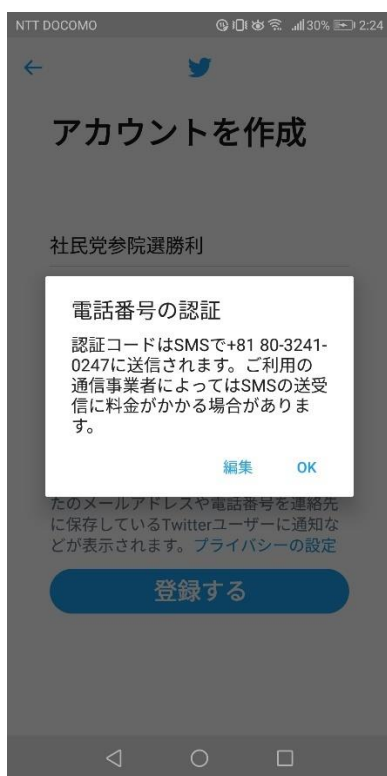 NTT DOCOMO 30% 2:24
アカウントを作成
社民党参院選勝利
電話番号の認証
認証コードはSMSで+81 80-3241-
0247に送信されます。ご利用の
通信事業者によってはSMSの送受
信に料金がかかる場合がありま
す。
編集 OK
たのメールアドレスや電話番号を連絡先
に保存しているTwitterユーザーに通知な
どが表示されます。プライバシーの設定
登録する